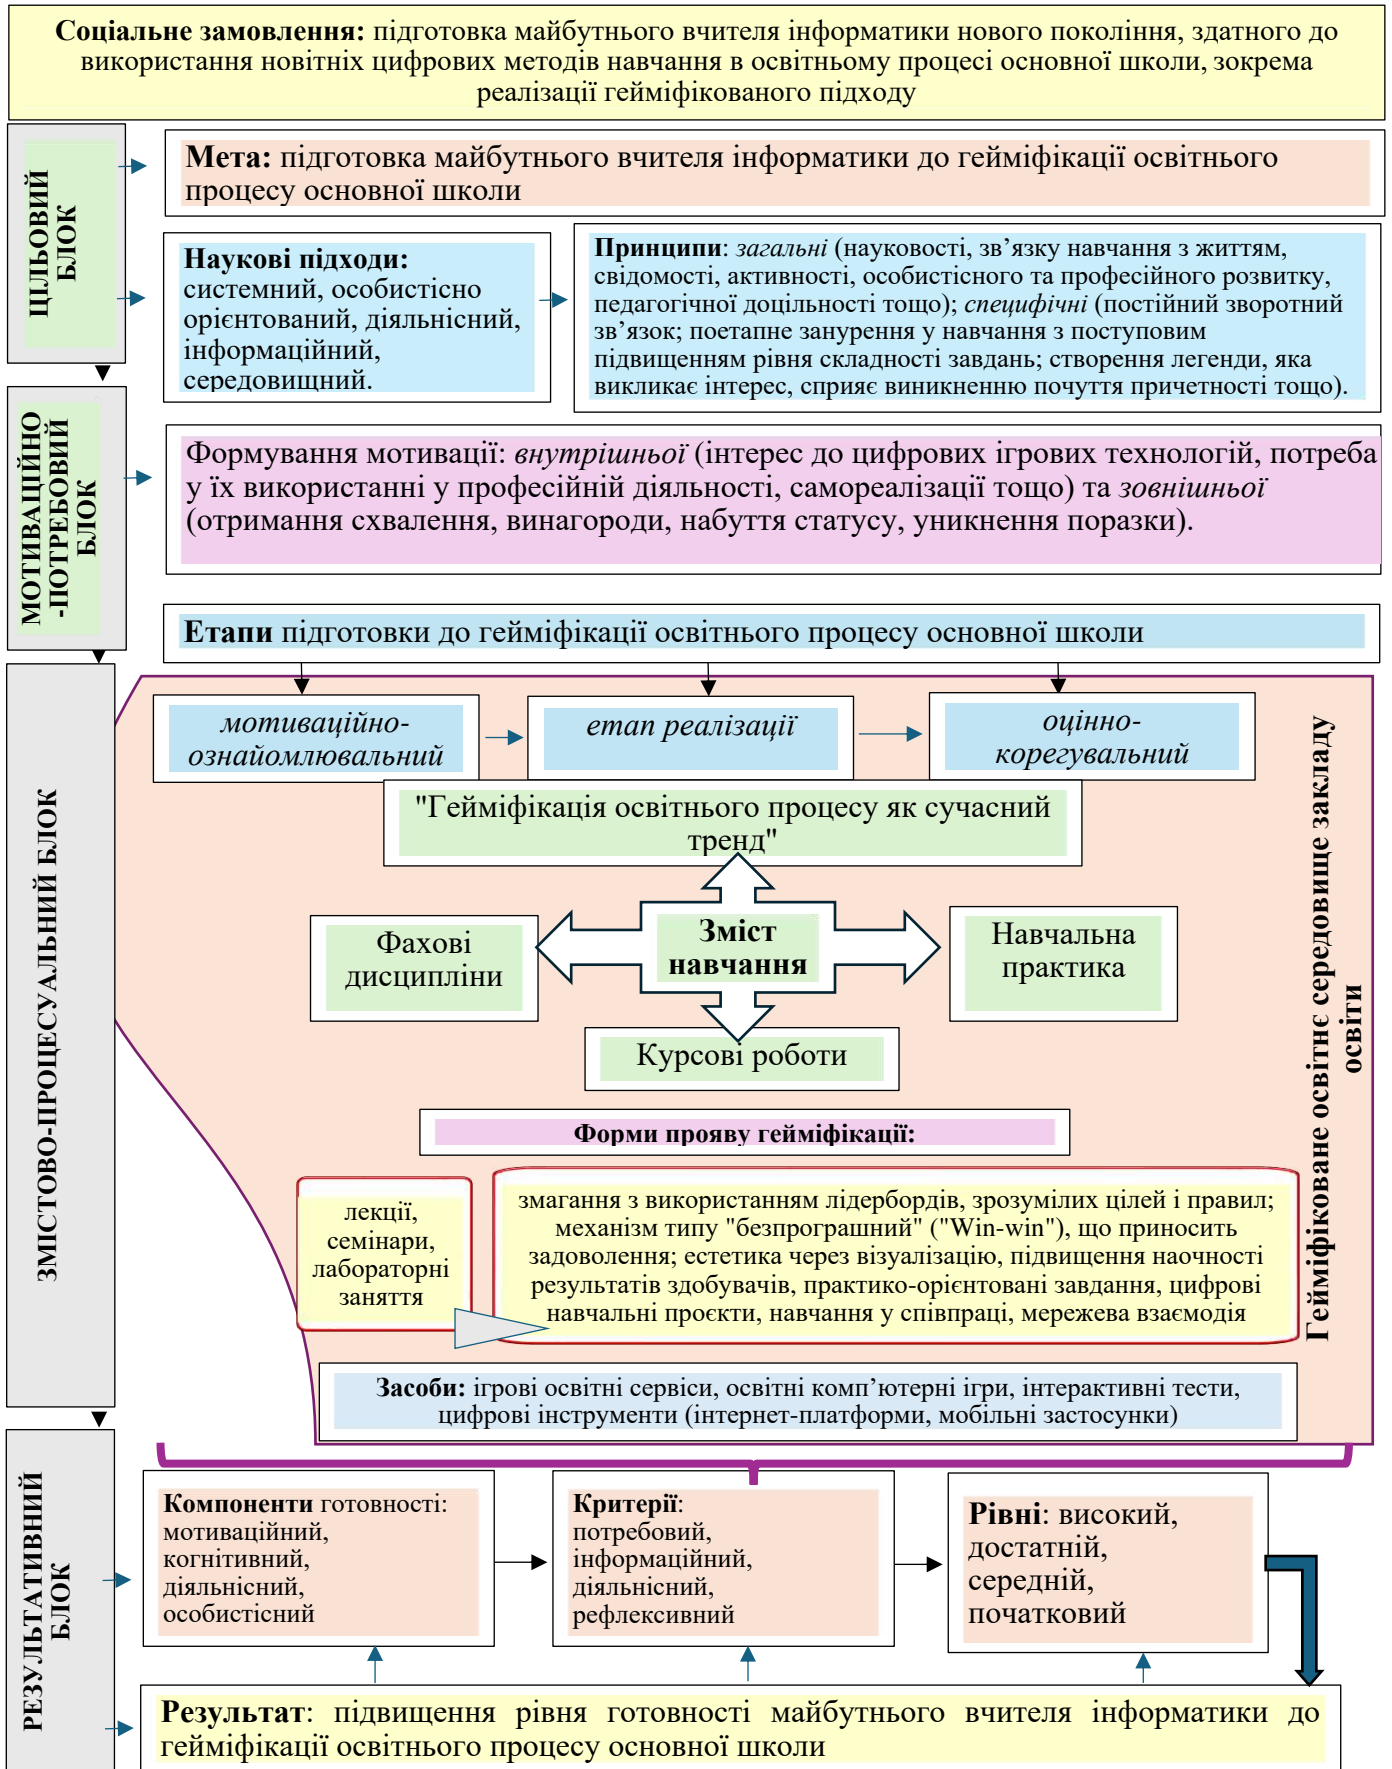 Соціальне замовлення: підготовка майбутнього вчителя інформатики нового покоління, здатного до
використання новітніх цифрових методів навчання в освітньому процесі основної школи, зокрема
реалізації гейміфікованого підходу
ЦІЛЬОВИЙ
БЛОК
Мета: підготовка майбутнього вчителя інформатики до гейміфікації освітнього
процесу основної школи
Наукові підходи:
системний, особистісно
орієнтований, діяльнісний,
інформаційний,
середовищний.
Принципи: загальні (науковості, зв’язку навчання з життям,
свідомості, активності, особистісного та професійного розвитку,
педагогічної доцільності тощо); специфічні (постійний зворотний
зв’язок; поетапне занурення у навчання з поступовим
підвищенням рівня складності завдань; створення легенди, яка
викликає інтерес, сприяє виникненню почуття причетності тощо).
МОТИВАЦІЙНО
-ПОТРЕБОВИЙ
БЛОК
Формування мотивації: внутрішньої (інтерес до цифрових ігрових технологій, потреба
у їх використанні у професійній діяльності, самореалізації тощо) та зовнішньої
(отримання схвалення, винагороди, набуття статусу, уникнення поразки).
ЗМІСТОВО-ПРОЦЕСУАЛЬНИЙ БЛОК
Етапи підготовки до гейміфікації освітнього процесу основної школи
мотиваційно-
ознайомлювальний
етап реалізації
оцінно-
корегувальний
"Гейміфікація освітнього процесу як сучасний
тренд"
Фахові
дисципліни
Зміст
навчання
Навчальна
практика
Курсові роботи
Гейміфіковане освітнє середовище закладу
освіти
Форми прояву гейміфікації:
лекції,
семінари,
лабораторні
заняття
змагання з використанням лідербордів, зрозумілих цілей і правил;
механізм типу "безпрограшний" ("Win-win"), що приносить
задоволення; естетика через візуалізацію, підвищення наочності
результатів здобувачів, практико-орієнтовані завдання, цифрові
навчальні проєкти, навчання у співпраці, мережева взаємодія
Засоби: ігрові освітні сервіси, освітні комп’ютерні ігри, інтерактивні тести,
цифрові інструменти (інтернет-платформи, мобільні застосунки)
РЕЗУЛЬТАТИВНИЙ
БЛОК
Компоненти готовності:
мотиваційний,
когнітивний,
діяльнісний,
особистісний
Критерії:
потребовий,
інформаційний,
діяльнісний,
рефлексивний
Рівні: високий,
достатній,
середній,
початковий
Результат: підвищення рівня готовності майбутнього вчителя інформатики до
гейміфікації освітнього процесу основної школи